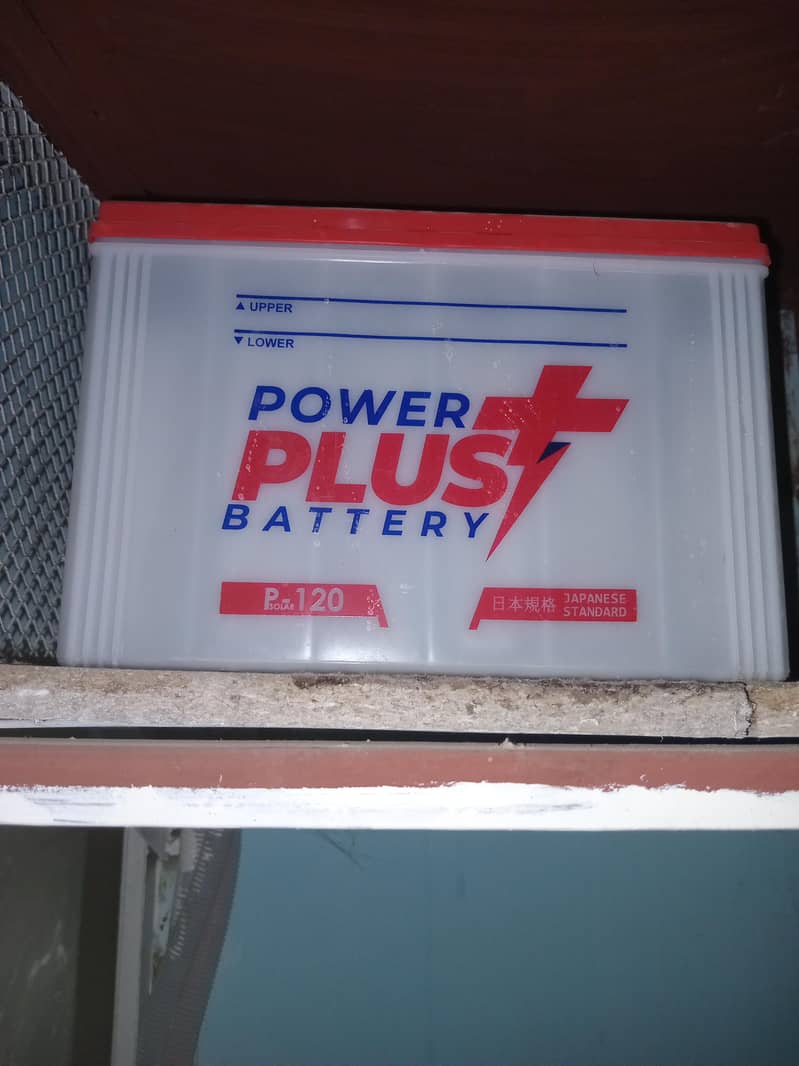 ▲ UPPER
▼ LOWER
POWER
PLUS
BATTERY
P-120
SOLAR
日本規格 JAPANESE STANDARD